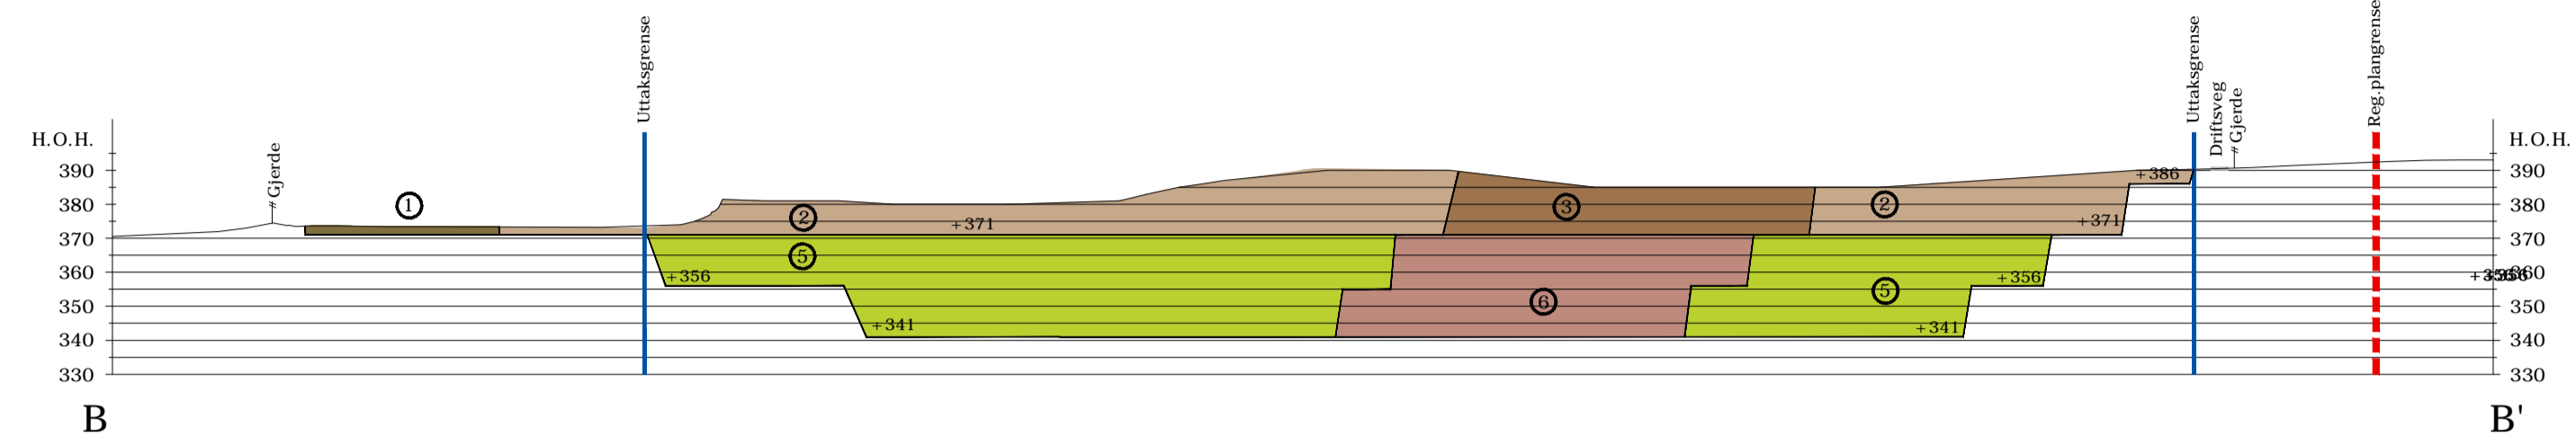 Uttaksgrense
Uttaksgrense
Driftsveg
Gjerde
Reg.plangrense
H.O.H.
H.O.H.
Gjerde
390
390
+386
380
1
2
+371
3
2
+371
380
370
370
5
360
+356
+356
360
350
6
5
350
340
+341
+341
340
330
330
B
B'